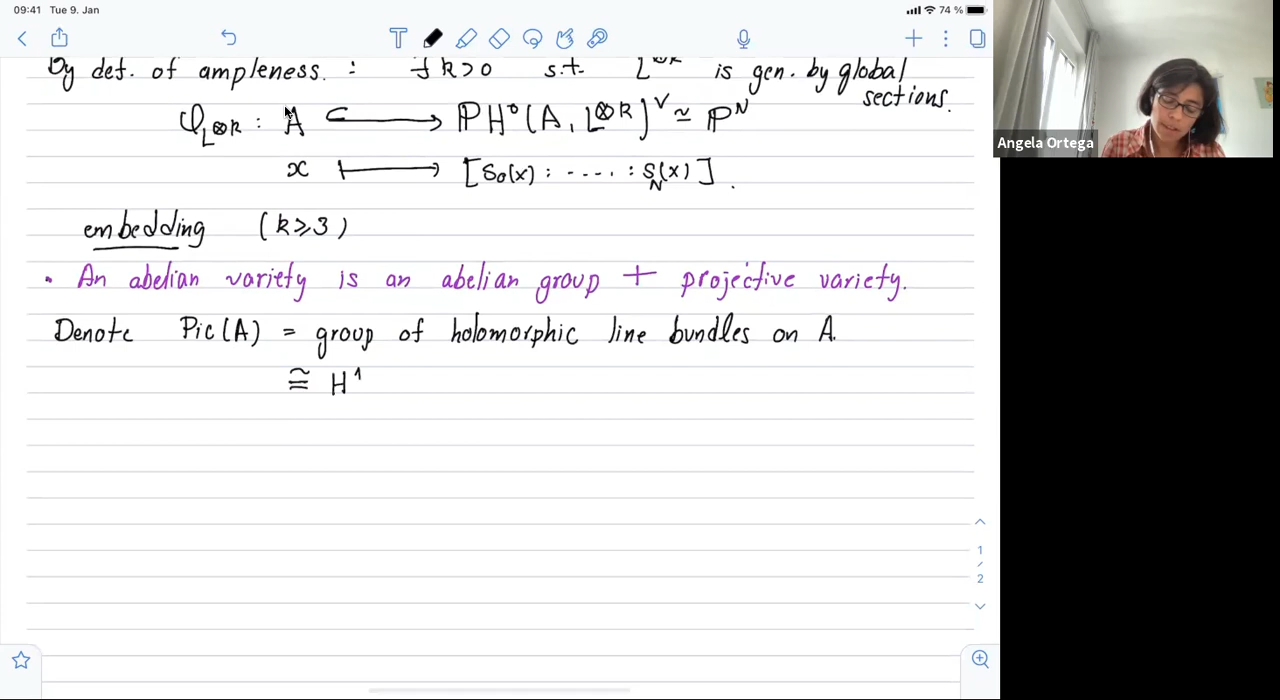 09:41 Tue 9. Jan
74 %
By def. of ampleness. : ∃ k>0 s.t. L^{⊗k} is gen. by global sections.
φ_{L⊗k} : A ↪ ℙH⁰(A, L^{⊗k})^∨ ≃ ℙ^N
x ↦ [S₀(x) : ---- : S_N(x)] .
embedding (k⩾3)
• An abelian variety is an abelian group + projective variety.
Denote Pic(A) = group of holomorphic line bundles on A.
≅ H¹
1
/
2
Angela Ortega